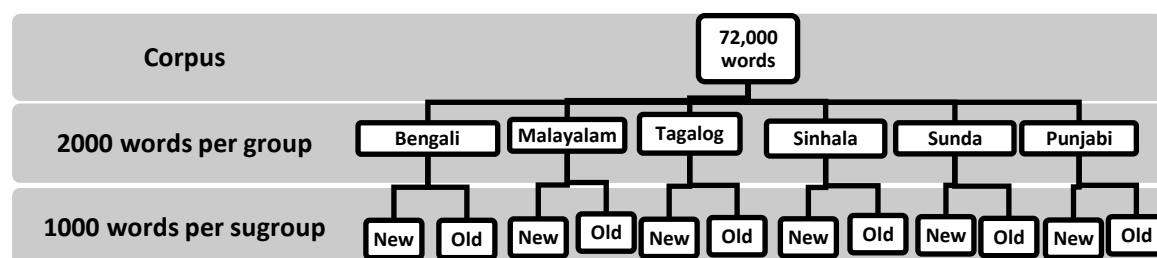 Corpus
72,000
words
2000 words per group
Bengali Malayalam Tagalog Sinhala Sunda Punjabi
1000 words per sugroup
New Old New Old New Old New Old New Old New Old